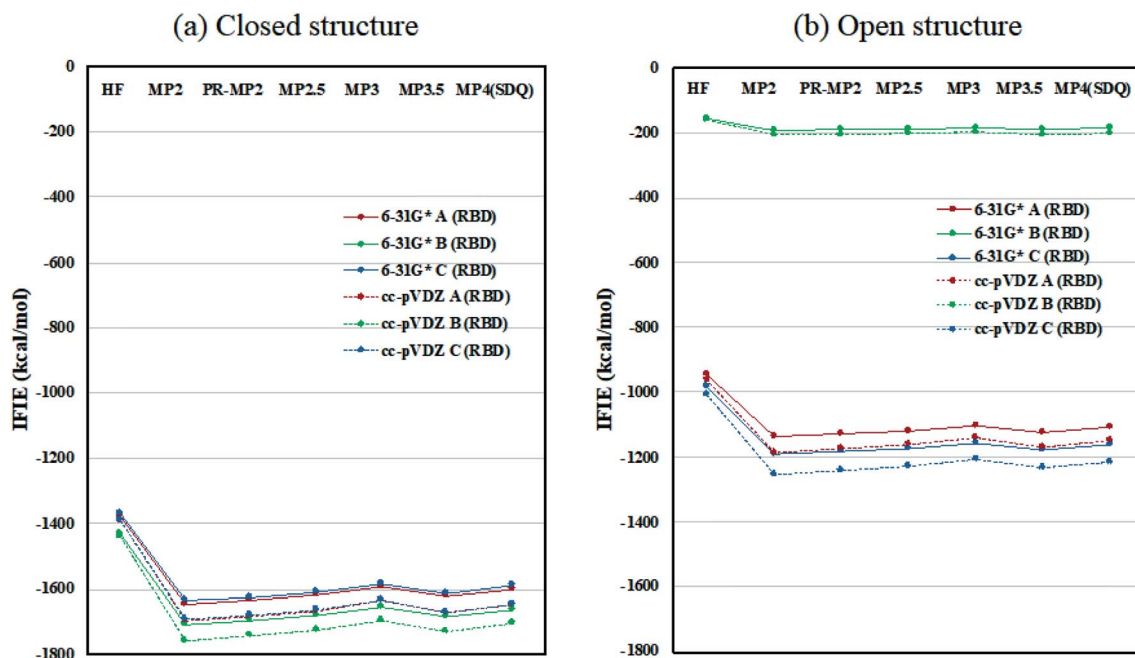 (a) Closed structure
0
HF MP2 PR-MP2 MP2.5 MP3 MP3.5 MP4(SDQ)
-200
-400
6-31G* A (RBD)
6-31G* B (RBD)
6-31G* C (RBD)
cc-pVDZ A (RBD)
cc-pVDZ B (RBD)
cc-pVDZ C (RBD)
-600
-800
-1000
-1200
-1400
-1600
-1800
IFIE (kcal/mol)
(b) Open structure
0
HF MP2 PR-MP2 MP2.5 MP3 MP3.5 MP4(SDQ)
-200
-400
6-31G* A (RBD)
6-31G* B (RBD)
6-31G* C (RBD)
cc-pVDZ A (RBD)
cc-pVDZ B (RBD)
cc-pVDZ C (RBD)
-600
-800
-1000
-1200
-1400
-1600
-1800
IFIE (kcal/mol)